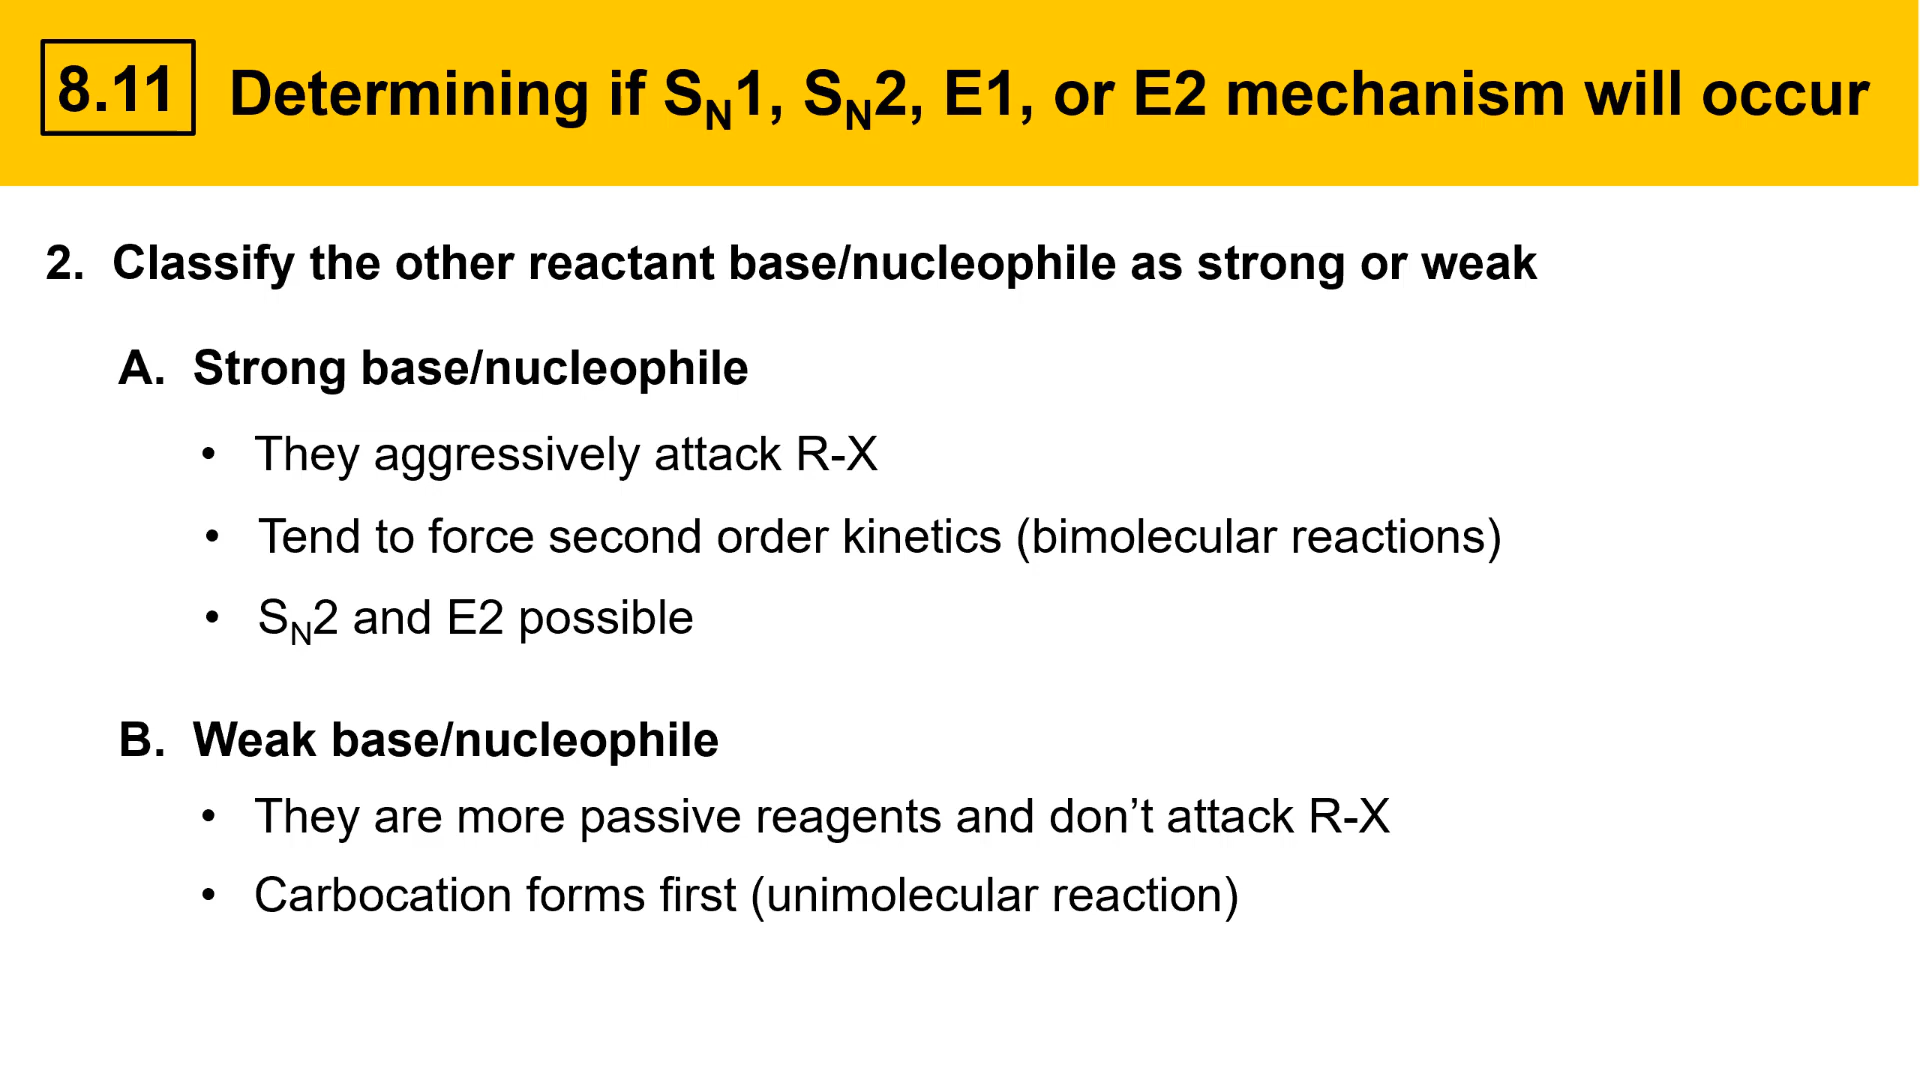 8.11 Determining if SN1, SN2, E1, or E2 mechanism will occur
2. Classify the other reactant base/nucleophile as strong or weak
A. Strong base/nucleophile
• They aggressively attack R-X
• Tend to force second order kinetics (bimolecular reactions)
• SN2 and E2 possible
B. Weak base/nucleophile
• They are more passive reagents and don’t attack R-X
• Carbocation forms first (unimolecular reaction)